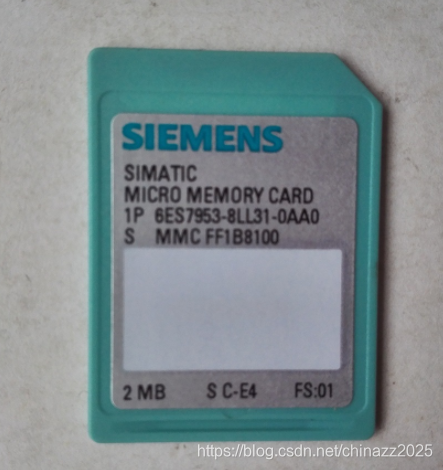 SIEMENS
SIMATIC
MICRO MEMORY CARD
1P 6ES7953-8LL31-0AA0
S MMC FF1B8100
2 MB S C-E4 FS:01
https://blog.csdn.net/chinazz2025